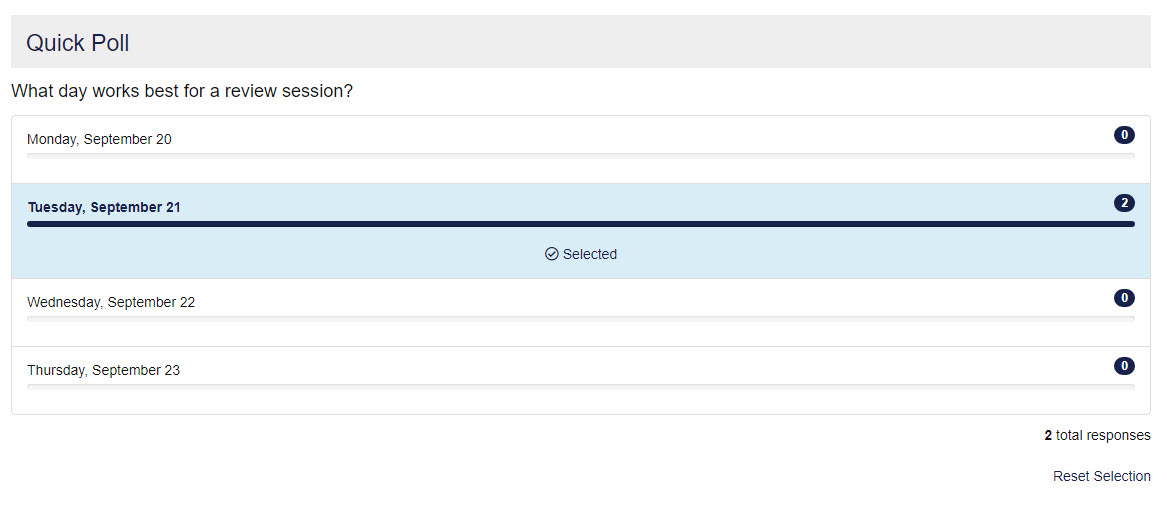 Quick Poll
What day works best for a review session?
Monday, September 20
0
Tuesday, September 21
2
Selected
Wednesday, September 22
0
Thursday, September 23
0
2 total responses
Reset Selection